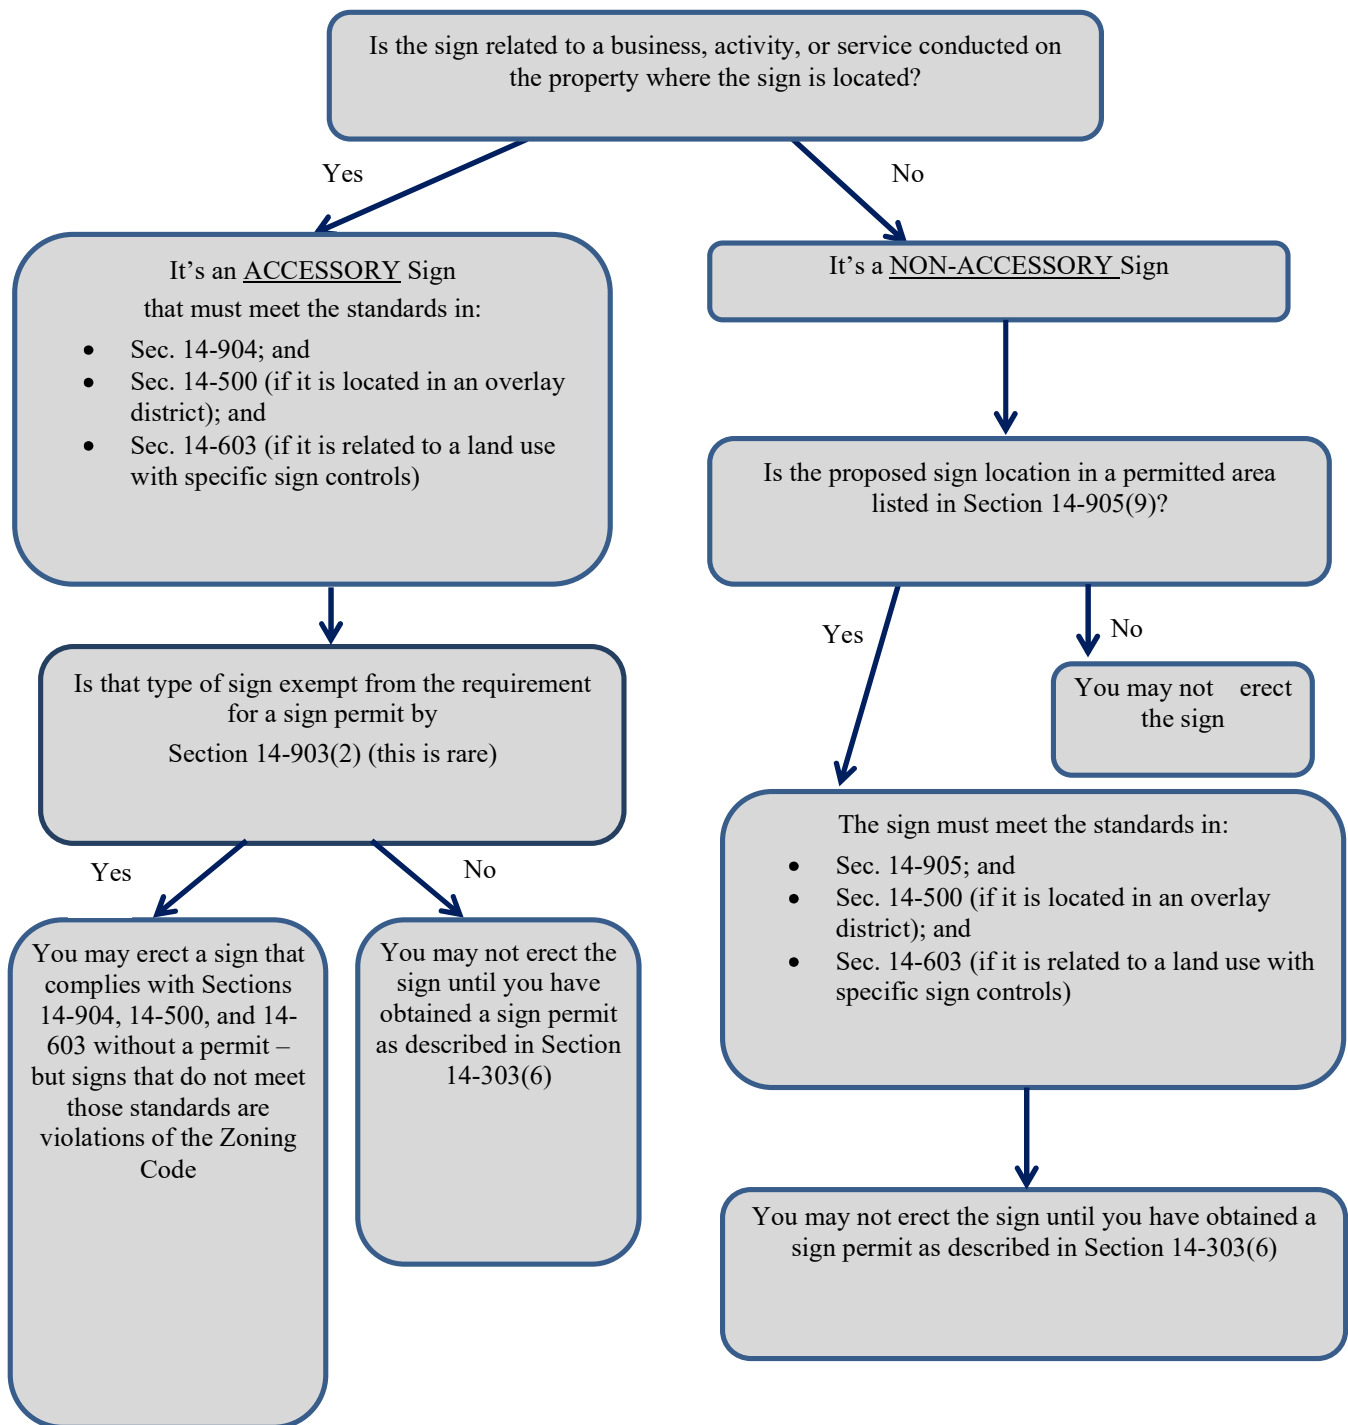 Is the sign related to a business, activity, or service conducted on
the property where the sign is located?
Yes
No
It’s an ACCESSORY Sign
that must meet the standards in:
• Sec. 14-904; and
• Sec. 14-500 (if it is located in an overlay
district); and
• Sec. 14-603 (if it is related to a land use
with specific sign controls)
It’s a NON-ACCESSORY Sign
Is the proposed sign location in a permitted area
listed in Section 14-905(9)?
Yes
No
Is that type of sign exempt from the requirement
for a sign permit by
Section 14-903(2) (this is rare)
You may not erect
the sign
The sign must meet the standards in:
• Sec. 14-905; and
• Sec. 14-500 (if it is located in an overlay
district); and
• Sec. 14-603 (if it is related to a land use with
specific sign controls)
Yes
No
You may erect a sign that
complies with Sections
14-904, 14-500, and 14-
603 without a permit –
but signs that do not meet
those standards are
violations of the Zoning
Code
You may not erect the
sign until you have
obtained a sign permit
as described in Section
14-303(6)
You may not erect the sign until you have obtained a
sign permit as described in Section 14-303(6)